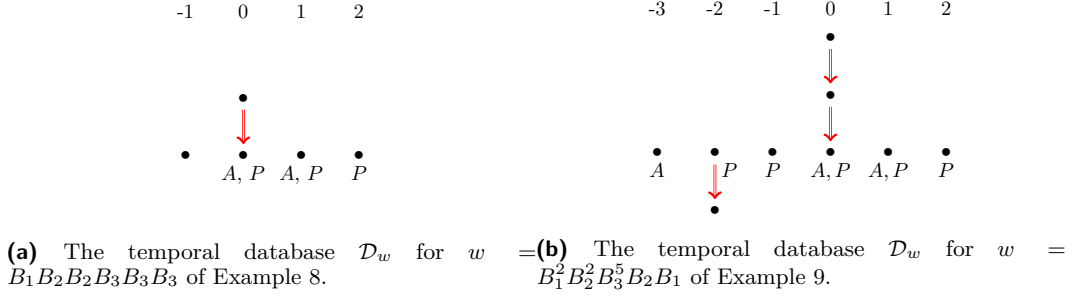 -1 0 1 2
A, P A, P P
(a) The temporal database 𝒟_w for w =
B_1B_2B_2B_3B_3B_3 of Example 8.
-3 -2 -1 0 1 2
A P P A, P A, P P
(b) The temporal database 𝒟_w for w =
B_1^2B_2^2B_3^5B_2B_1 of Example 9.